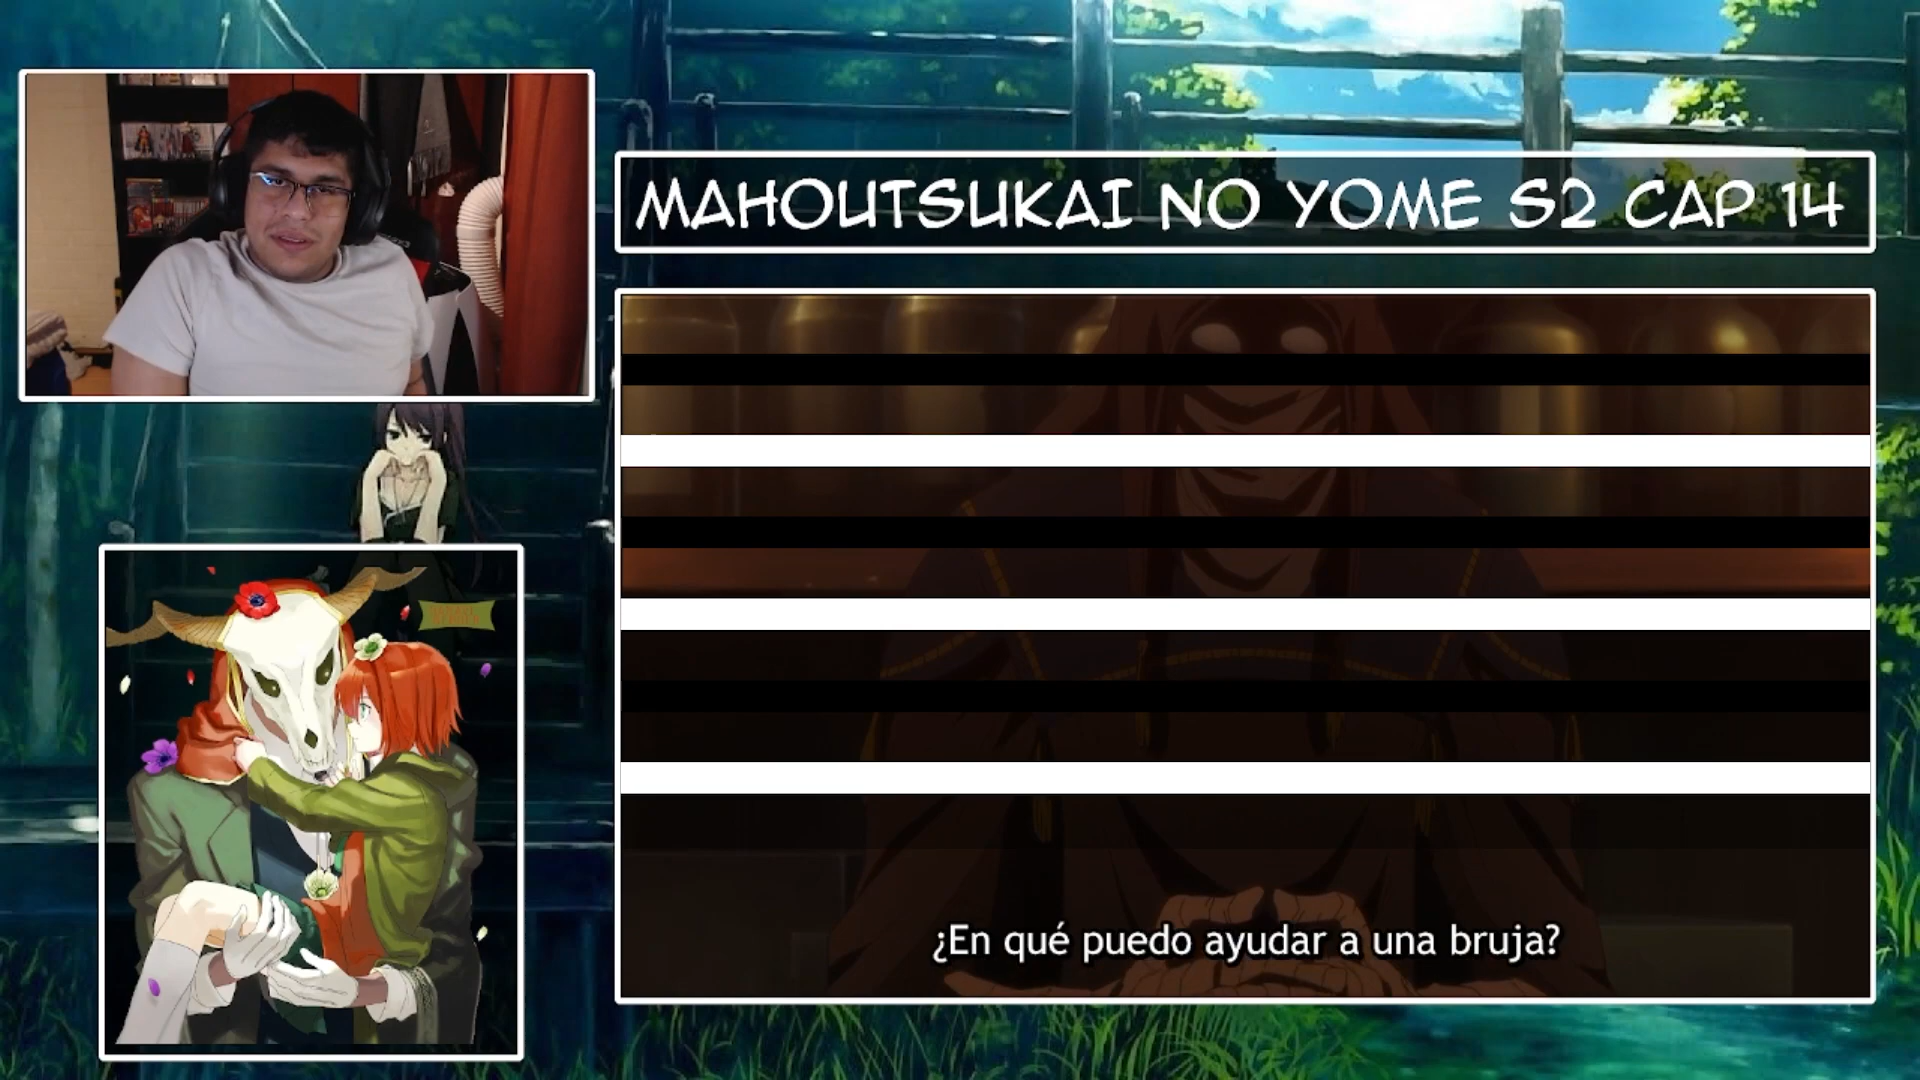 MAHOUTSUKAI NO YOME S2 CAP 14
¿En qué puedo ayudar a una bruja?